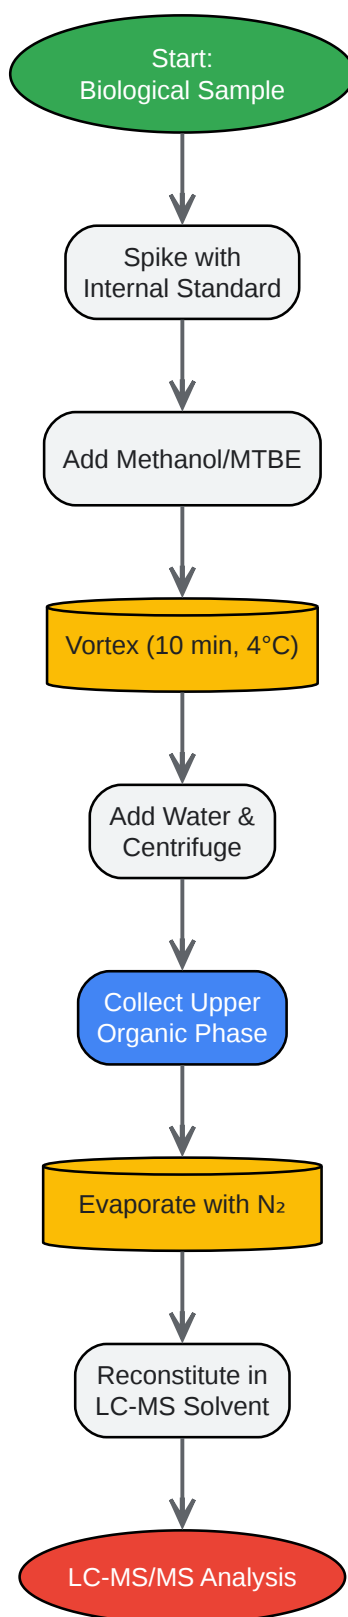 Start:
Biological Sample
Spike with
Internal Standard
Add Methanol/MTBE
Vortex (10 min, 4°C)
Add Water &
Centrifuge
Collect Upper
Organic Phase
Evaporate with N₂
Reconstitute in
LC-MS Solvent
LC-MS/MS Analysis